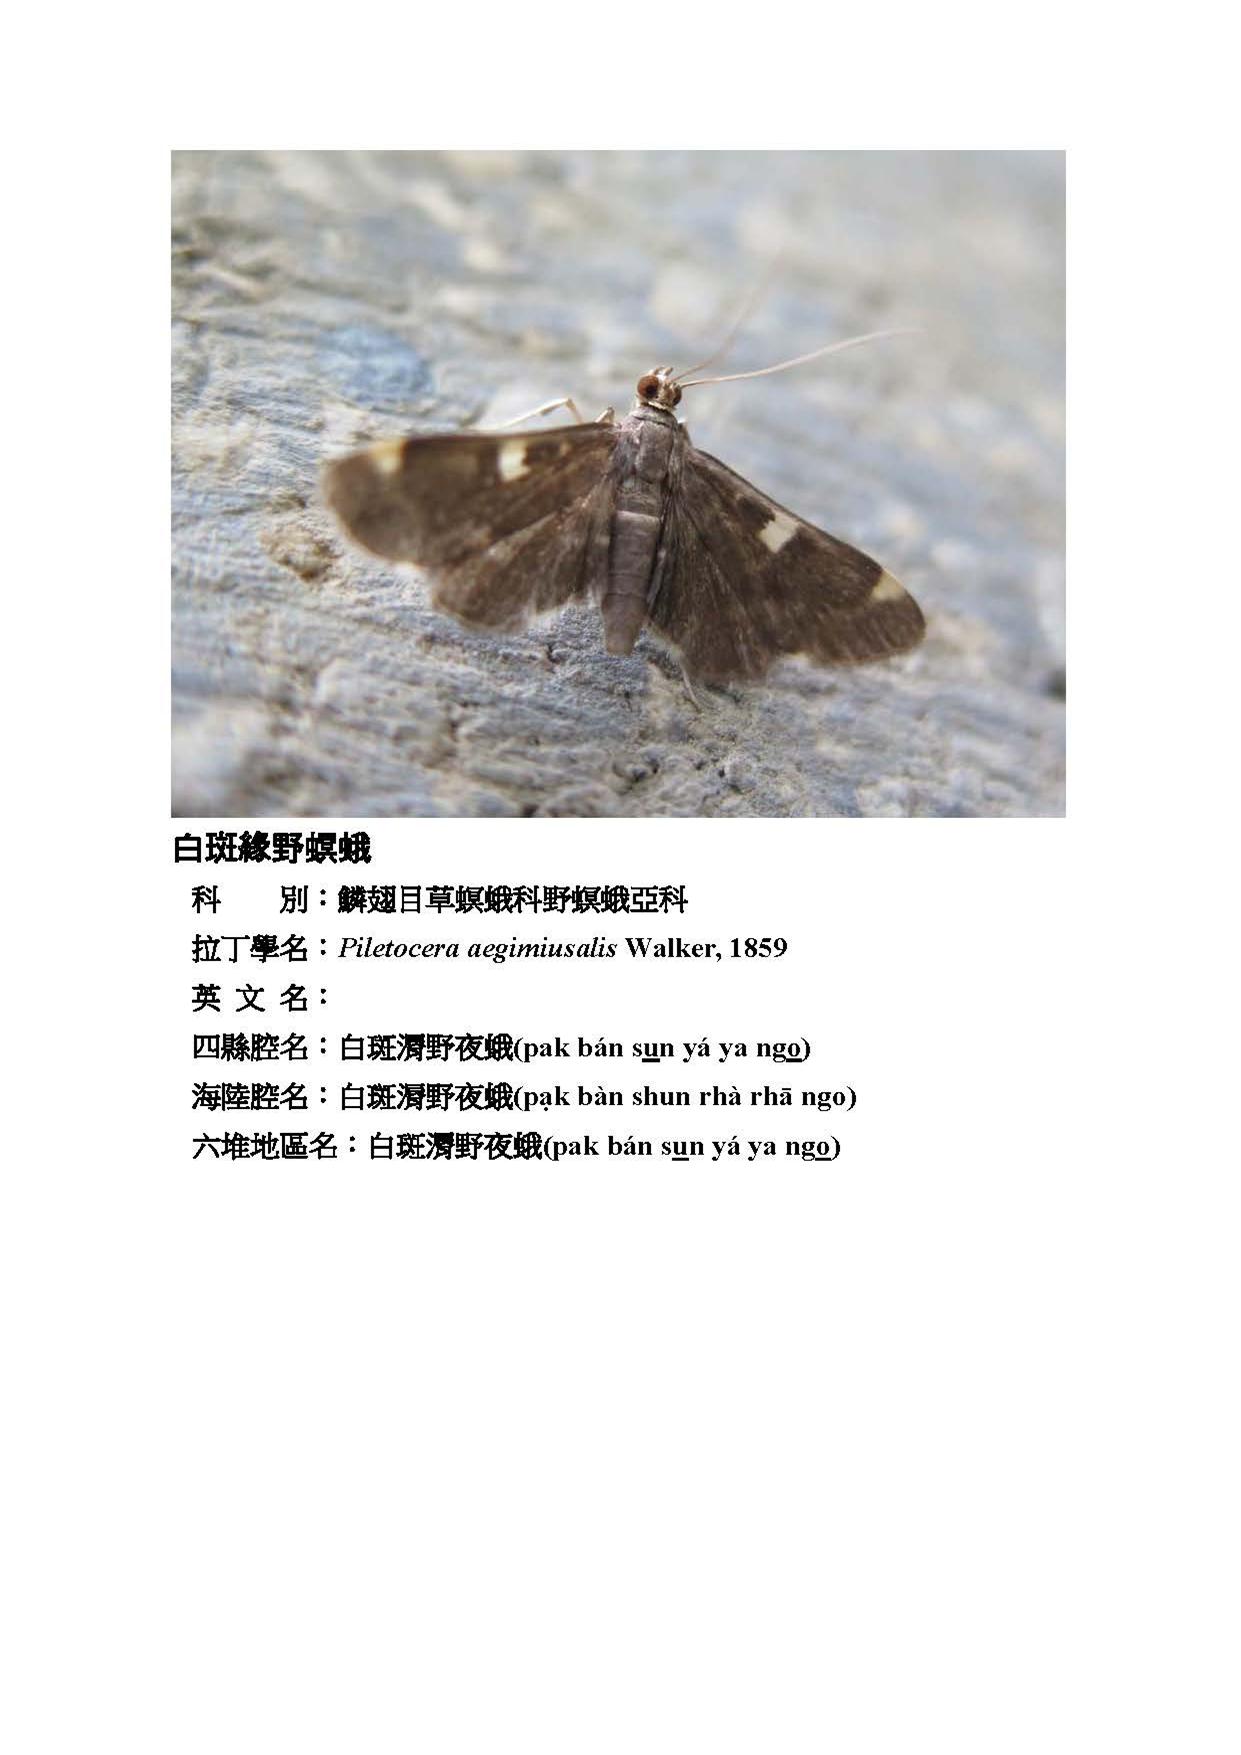 白斑緣野螟蛾
科　　別：鱗翅目草螟蛾科野螟蛾亞科
拉丁學名：Piletocera aegimiusalis Walker, 1859
英 文 名：
四縣腔名：白斑漘野夜蛾(pak bán sun yá ya ngo)
海陸腔名：白斑漘野夜蛾(pạk bàn shun rhà rhā ngo)
六堆地區名：白斑漘野夜蛾(pak bán sun yá ya ngo)